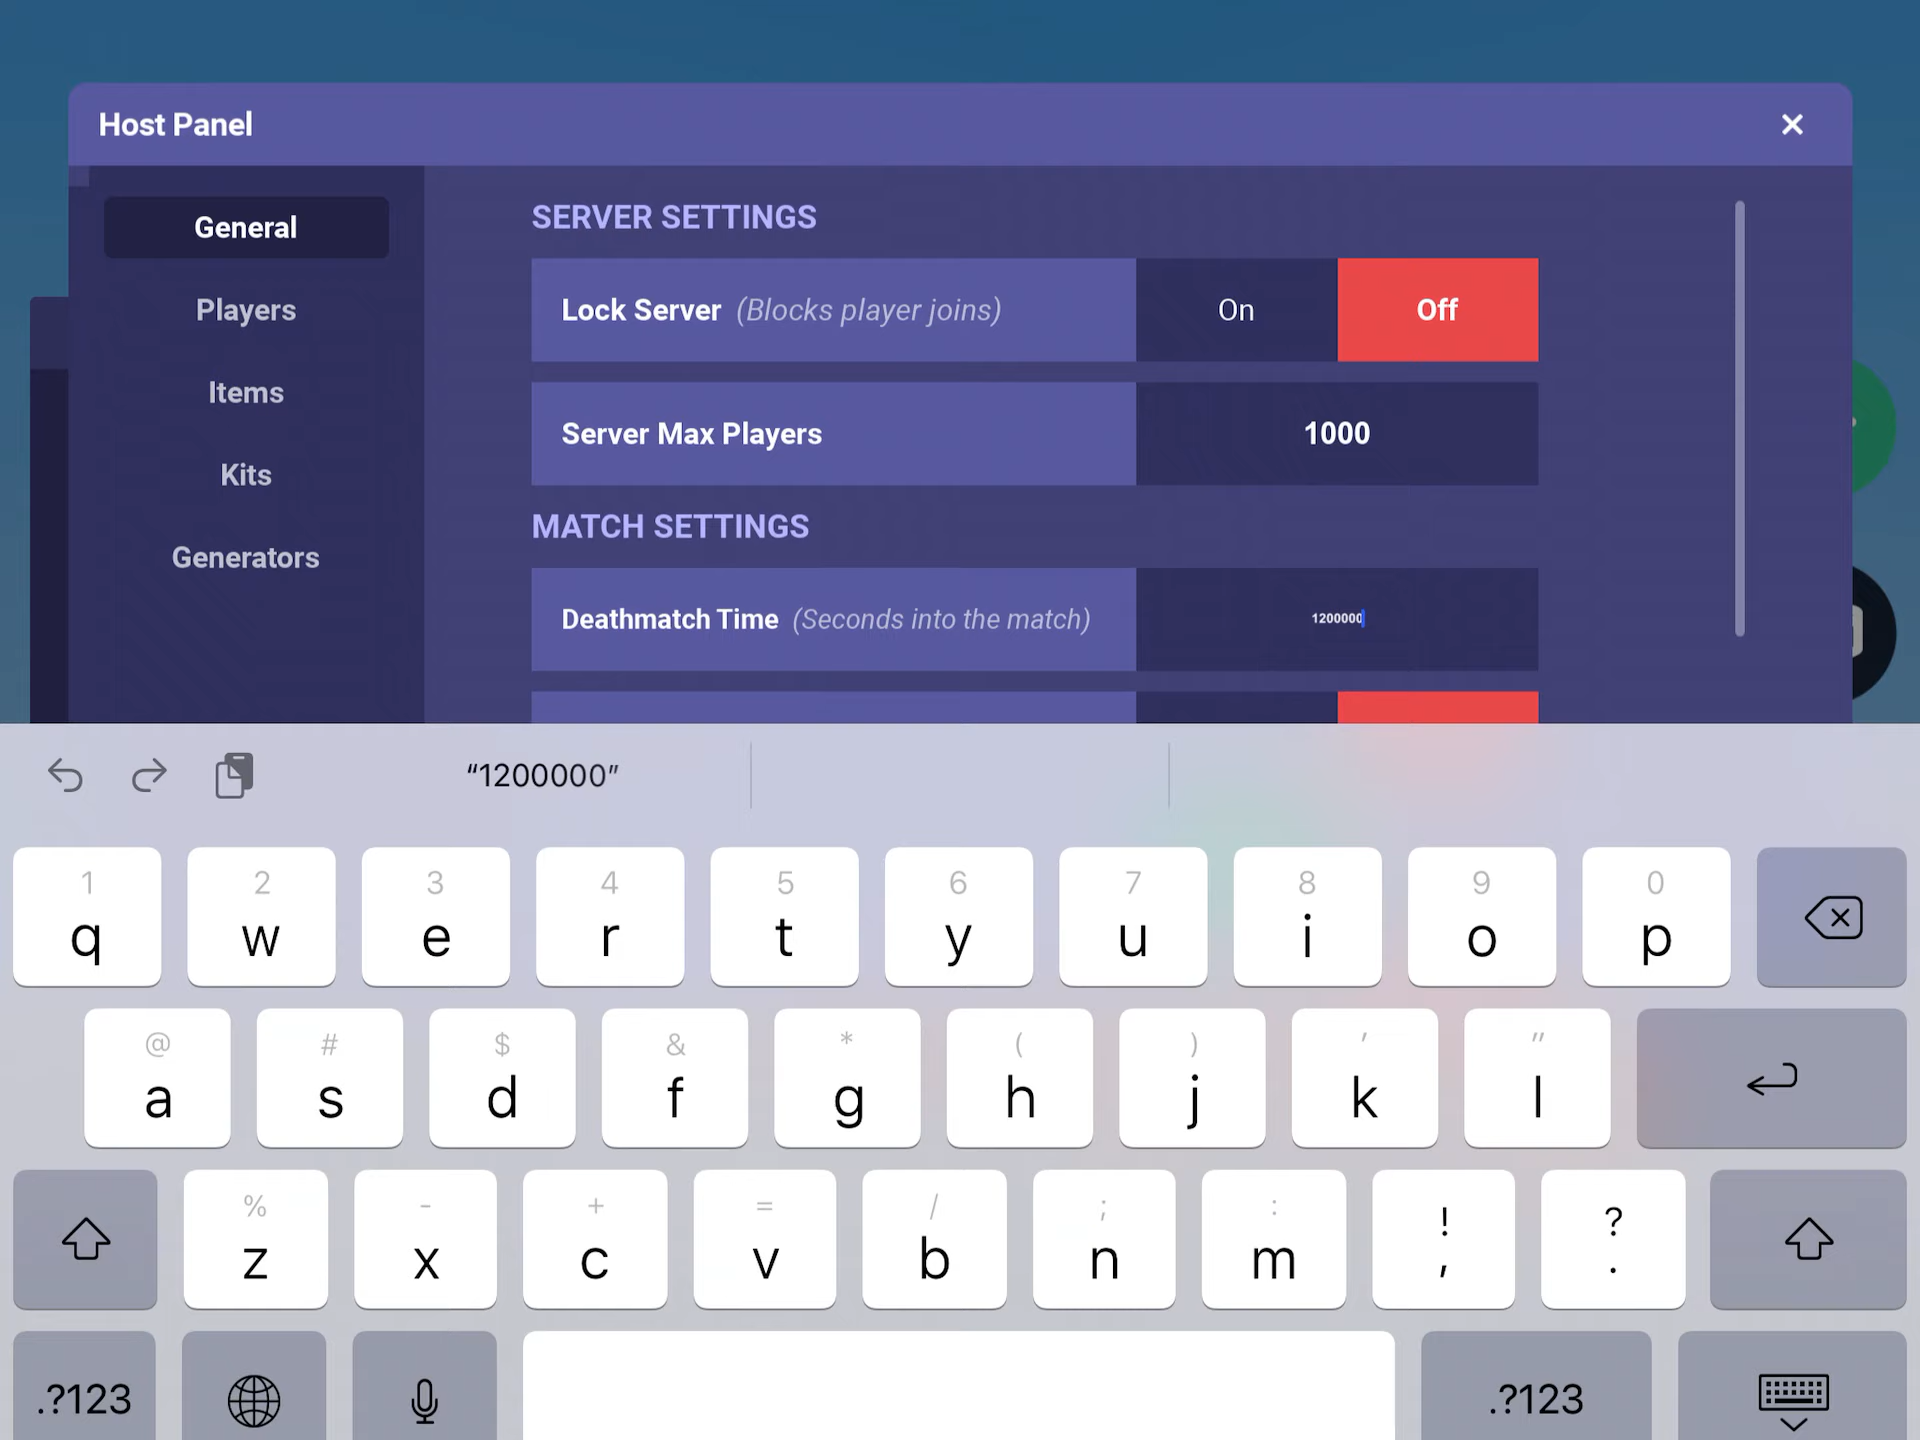 Host Panel
General
Players
Items
Kits
Generators
SERVER SETTINGS
Lock Server (Blocks player joins) On Off
Server Max Players 1000
MATCH SETTINGS
Deathmatch Time (Seconds into the match) 1200000
“1200000”
1 2 3 4 5 6 7 8 9 0
q w e r t y u i o p
@ # $ & * ( ) ' "
a s d f g h j k l
% - + = / ; : ! ?
z x c v b n m , .
.?123 .?123